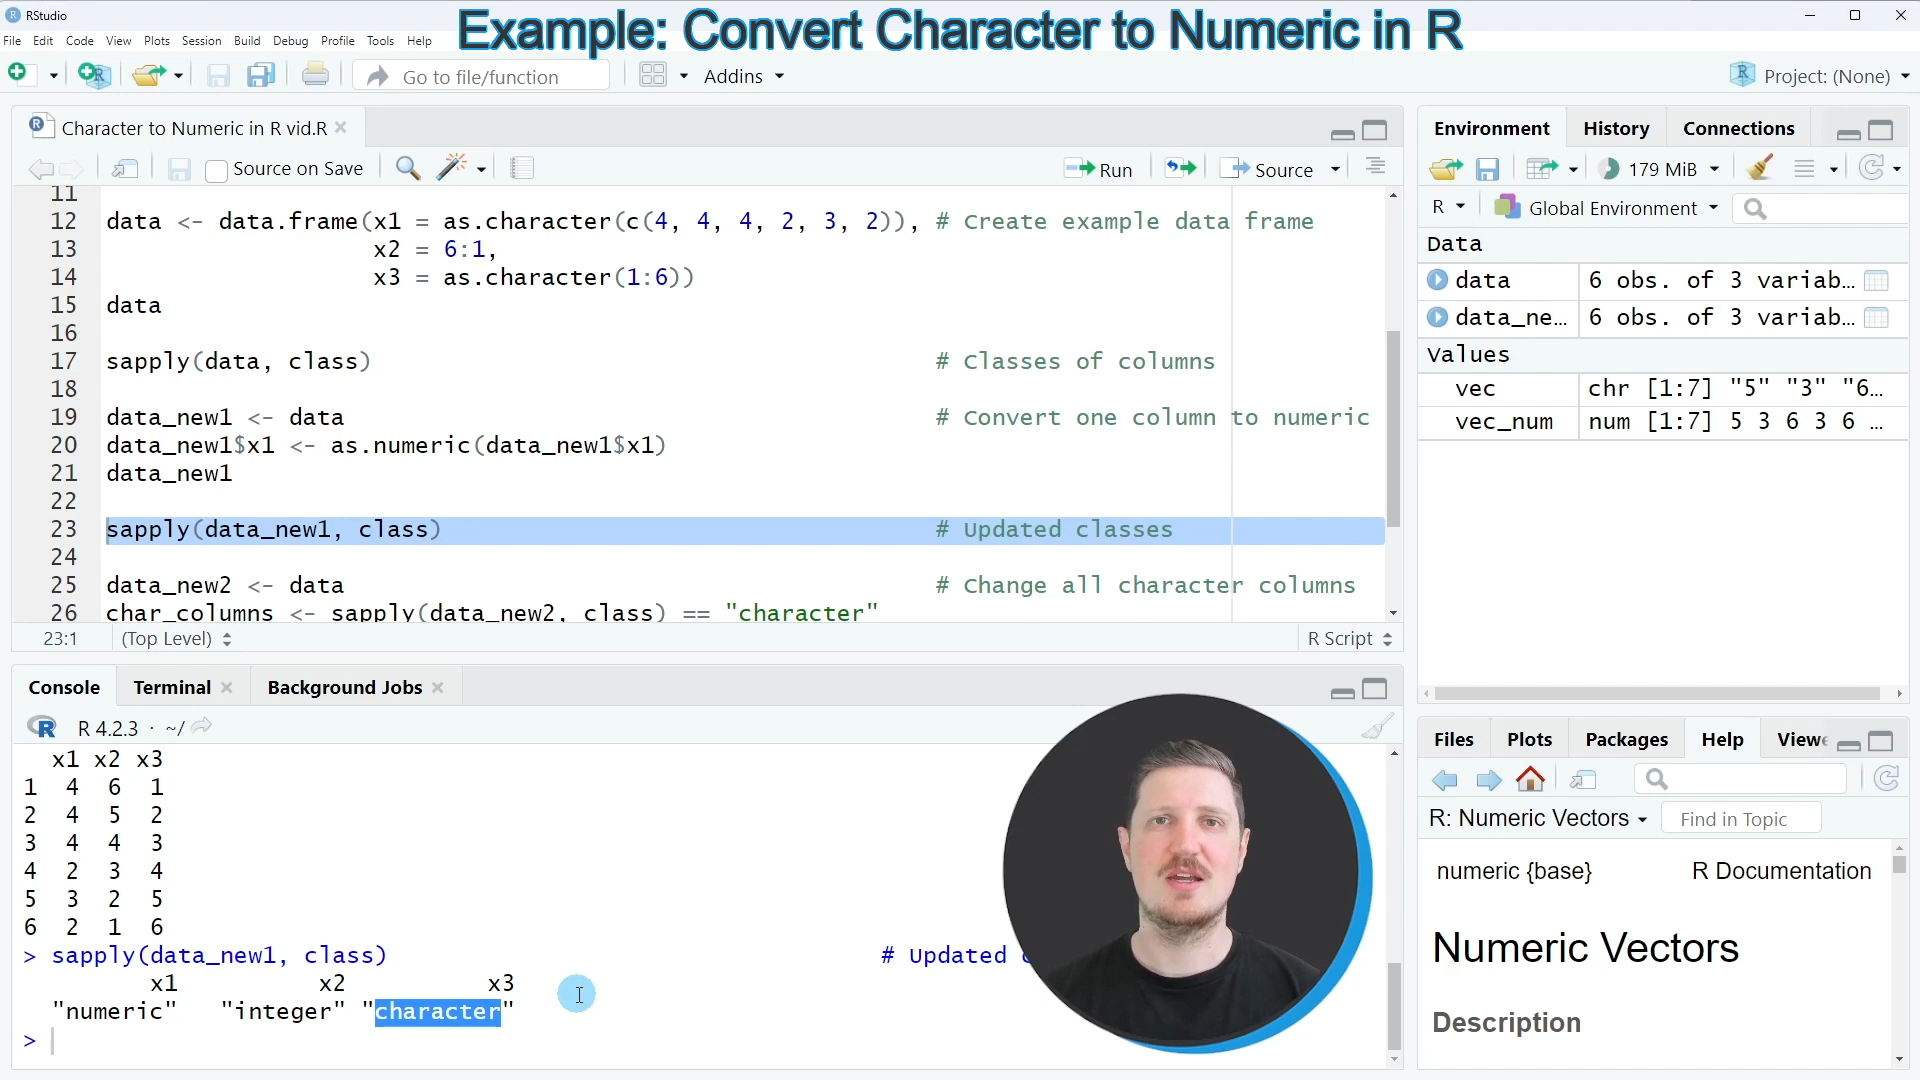 RStudio
Example: Convert Character to Numeric in R
File Edit Code View Plots Session Build Debug Profile Tools Help
Go to file/function Addins Project: (None)
Character to Numeric in R vid.R
Source on Save Run Source
11
12 data <- data.frame(x1 = as.character(c(4, 4, 4, 2, 3, 2)), # Create example data frame
13 x2 = 6:1,
14 x3 = as.character(1:6))
15 data
16
17 sapply(data, class) # Classes of columns
18
19 data_new1 <- data # Convert one column to numeric
20 data_new1$x1 <- as.numeric(data_new1$x1)
21 data_new1
22
23 sapply(data_new1, class) # Updated classes
24
25 data_new2 <- data # Change all character columns
26 char_columns <- sapply(data_new2, class) == "character"
23:1 (Top Level) R Script
Console Terminal Background Jobs
R 4.2.3 · ~/
x1 x2 x3
1 4 6 1
2 4 5 2
3 4 4 3
4 2 3 4
5 3 2 5
6 2 1 6
> sapply(data_new1, class) # Updated
x1 x2 x3
"numeric" "integer" "character"
>
Environment History Connections
179 MiB
R Global Environment
Data
data 6 obs. of 3 variab…
data_ne… 6 obs. of 3 variab…
Values
vec chr [1:7] "5" "3" "6…
vec_num num [1:7] 5 3 6 3 6 …
Files Plots Packages Help Viewe
R: Numeric Vectors Find in Topic
numeric {base} R Documentation
Numeric Vectors
Description